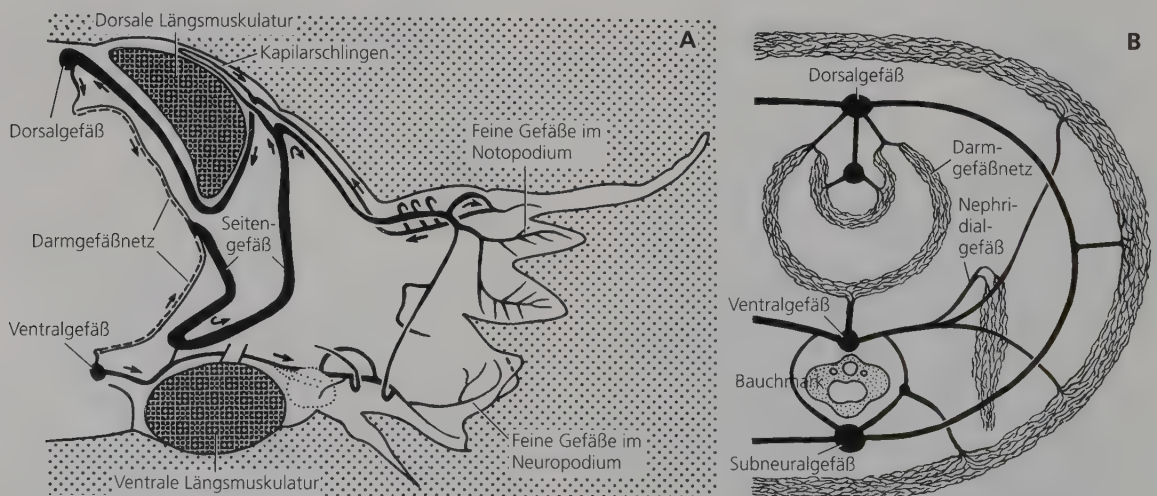 Dorsale Längsmuskulatur
A
Kapilarschlingen
Dorsalgefäß
Feine Gefäße im
Notopodium
Darmgefäßnetz
Seiten-
gefäß
Ventralgefäß
Feine Gefäße im
Neuropodium
Ventrale Längsmuskulatur
B
Dorsalgefäß
Darm-
gefäßnetz
Nephri-
dial-
gefäß
Ventralgefäß
Bauchmark
Subneuralgefäß